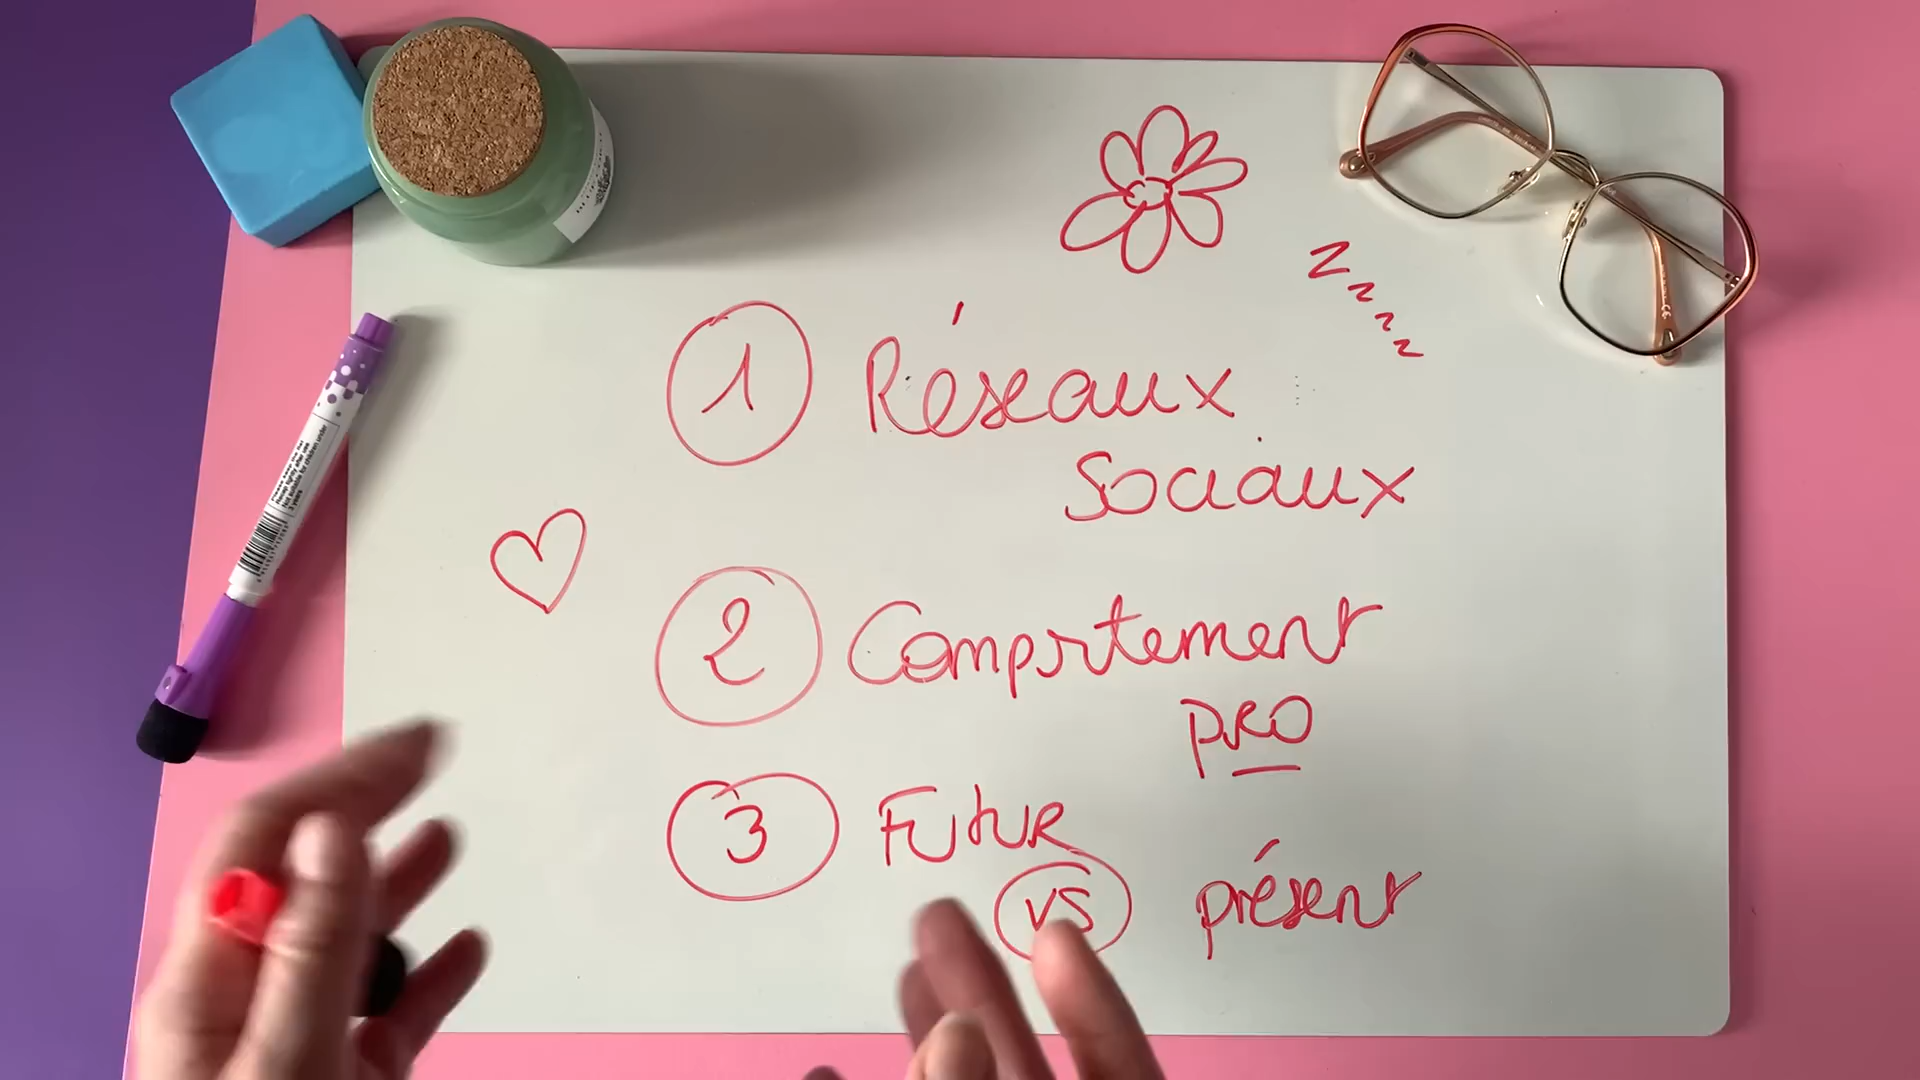 1 Réseaux
sociaux
2 Comportement
pro
3 Futur
vs présent